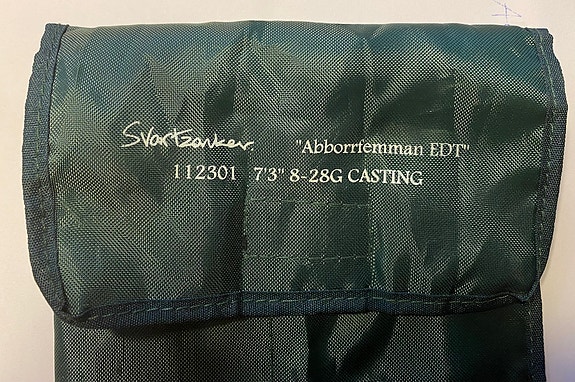 Svartzonker "Abborrfemman EDT"
112301 7'3" 8-28G CASTING